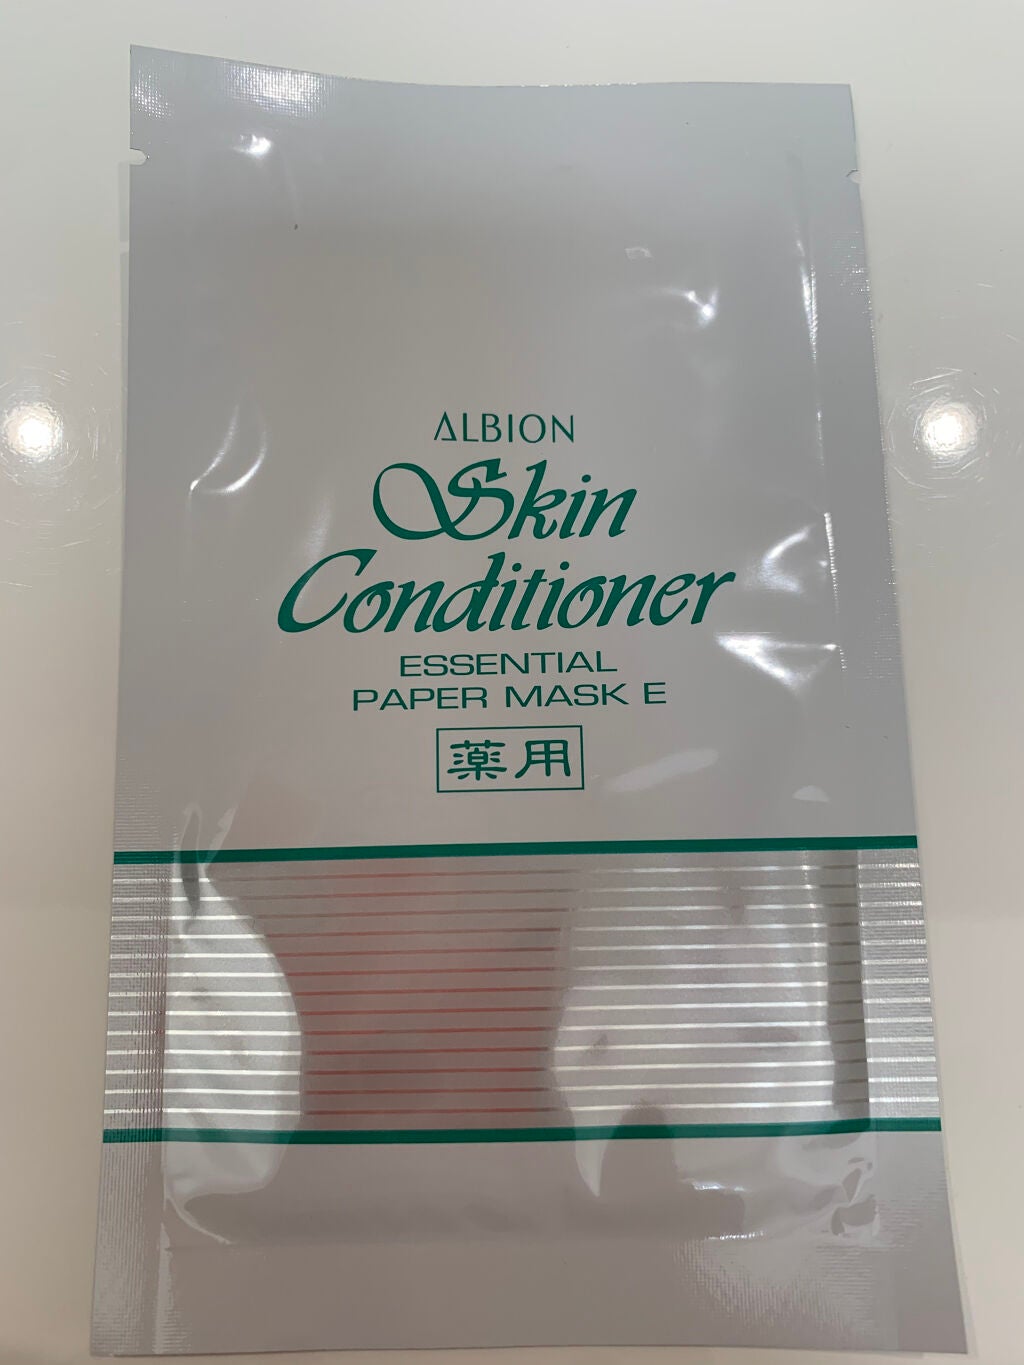 ALBION
Skin
Conditioner
ESSENTIAL
PAPER MASK E
薬用